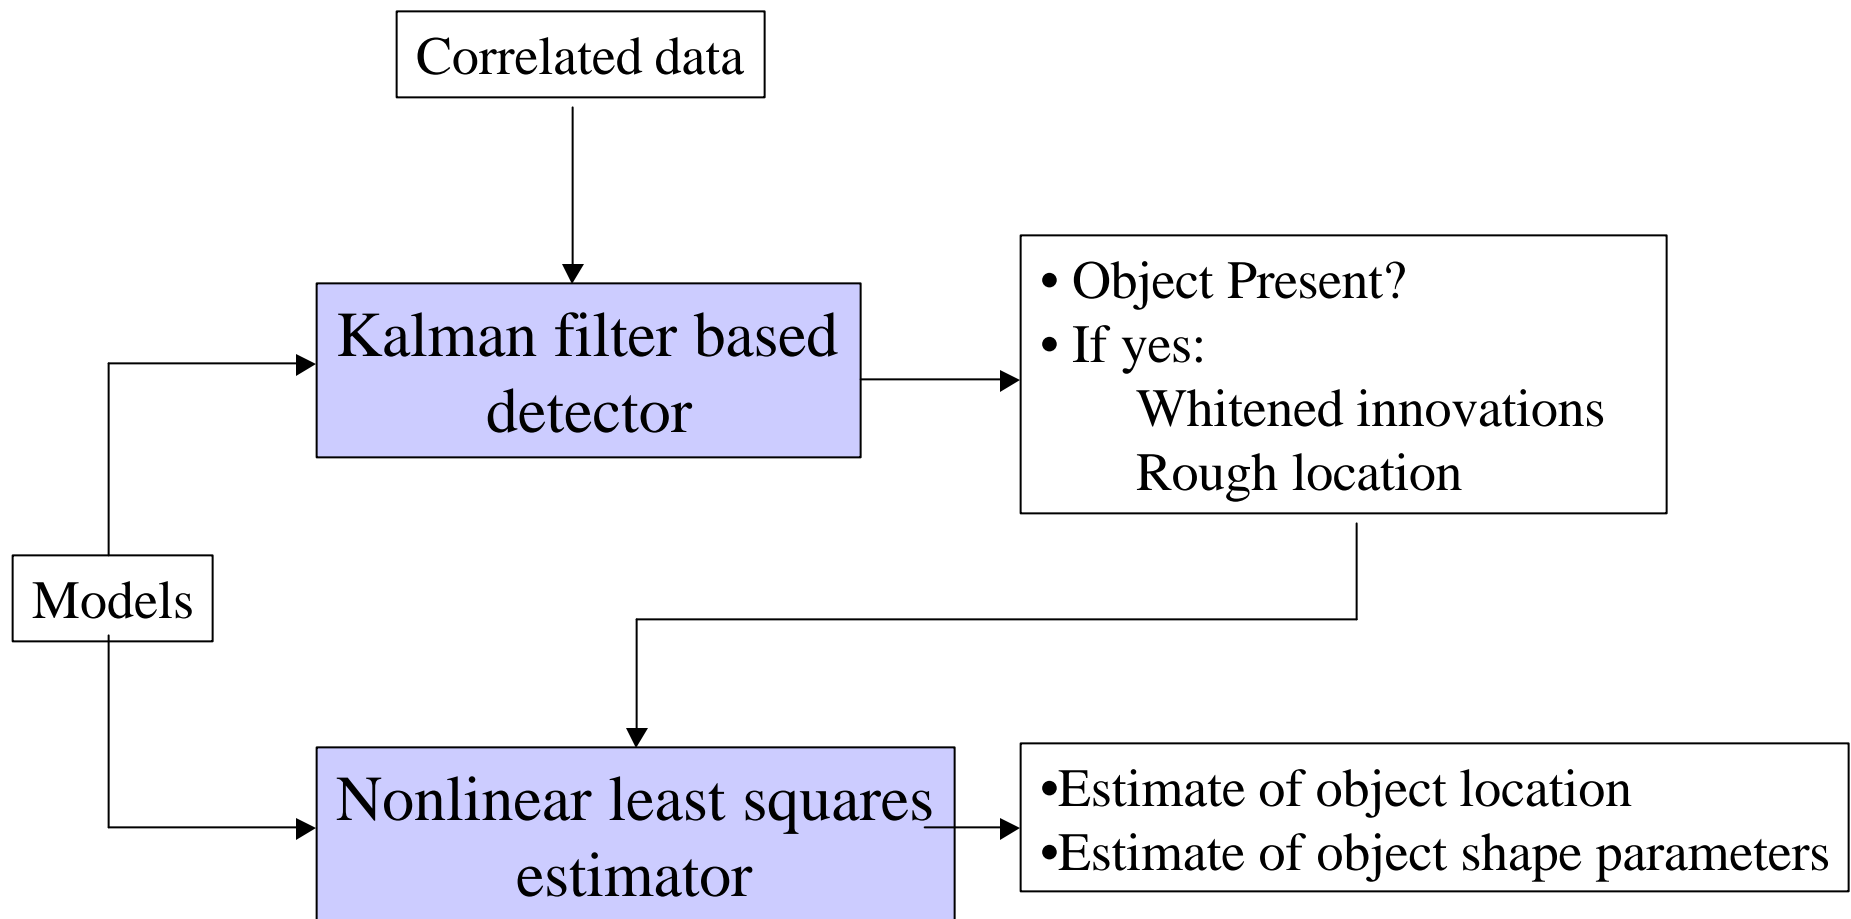 Correlated data
Kalman filter based
detector
• Object Present?
• If yes:
Whitened innovations
Rough location
Models
Nonlinear least squares
estimator
•Estimate of object location
•Estimate of object shape parameters